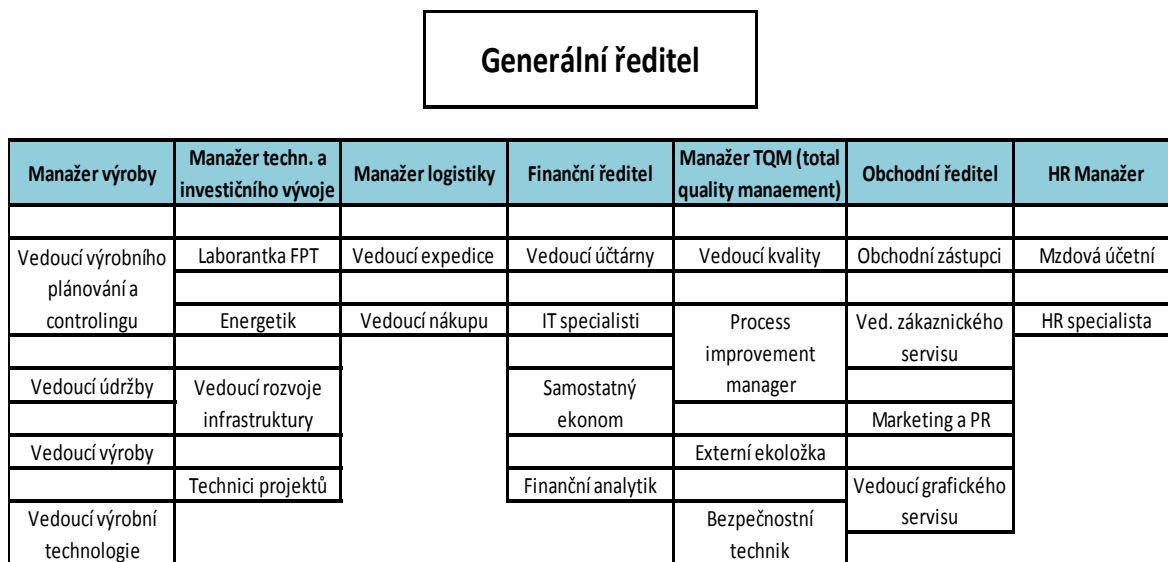 Generální ředitel
Manažer výroby
Manažer techn. a
investičního vývoje
Manažer logistiky
Finanční ředitel
Manažer TQM (total
quality manaement)
Obchodní ředitel
HR Manažer
Vedoucí výrobního
plánování a
controlingu
Vedoucí údržby
Vedoucí výroby
Vedoucí výrobní
technologie
Laborantka FPT
Energetik
Vedoucí rozvoje
infrastruktury
Technici projektů
Vedoucí expedice
Vedoucí nákupu
Vedoucí účtárny
IT specialisti
Samostatný
ekonom
Finanční analytik
Vedoucí kvality
Process
improvement
manager
Externí ekoložka
Bezpečnostní
technik
Obchodní zástupci
Ved. zákaznického
servisu
Marketing a PR
Vedoucí grafického
servisu
Mzdová účetní
HR specialista